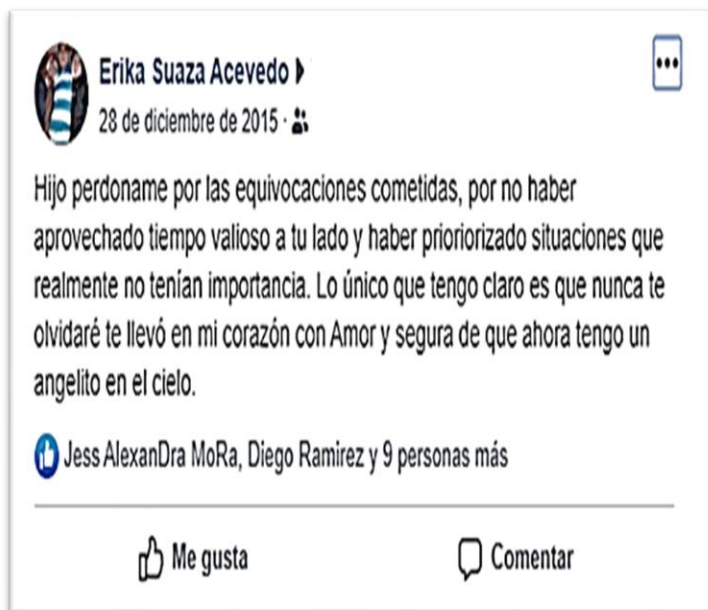 Erika Suaza Acevedo
28 de diciembre de 2015 ·
Hijo perdoname por las equivocaciones cometidas, por no haber
aprovechado tiempo valioso a tu lado y haber prioriorizado situaciones que
realmente no tenían importancia. Lo único que tengo claro es que nunca te
olvidaré te llevó en mi corazón con Amor y segura de que ahora tengo un
angelito en el cielo.
Jess AlexanDra MoRa, Diego Ramirez y 9 personas más
Me gusta
Comentar